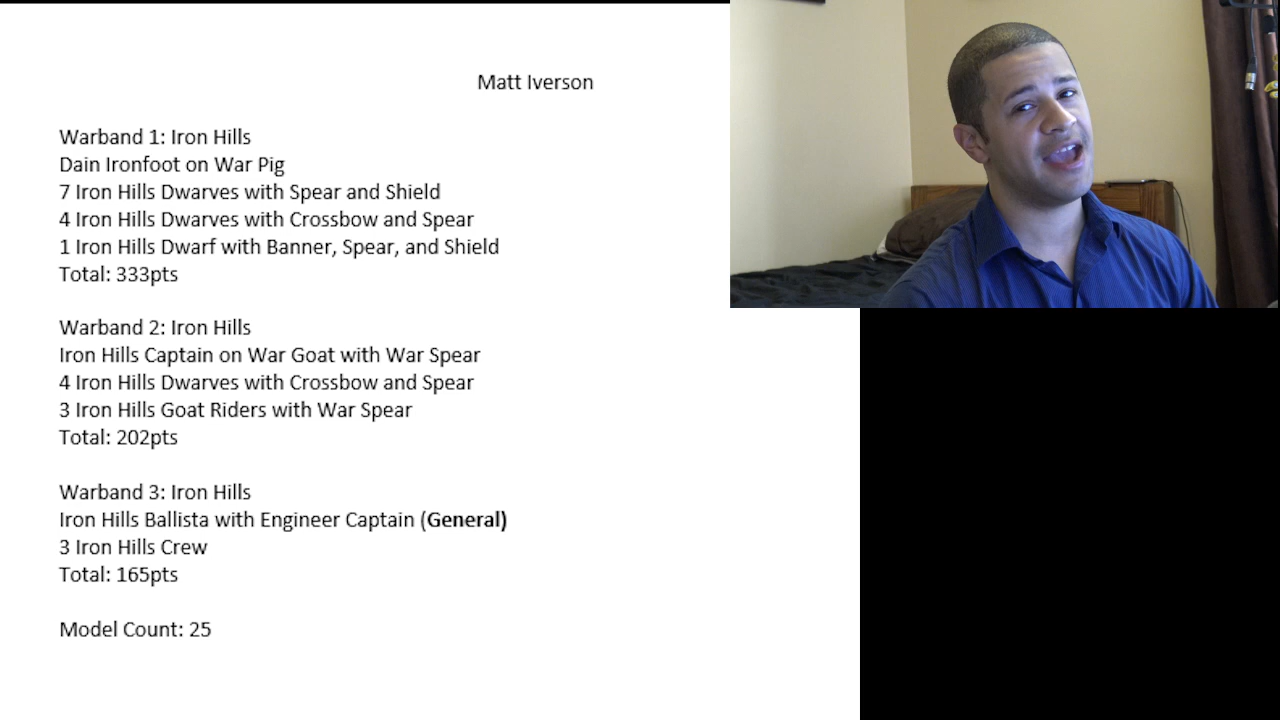 Matt Iverson
Warband 1: Iron Hills
Dain Ironfoot on War Pig
7 Iron Hills Dwarves with Spear and Shield
4 Iron Hills Dwarves with Crossbow and Spear
1 Iron Hills Dwarf with Banner, Spear, and Shield
Total: 333pts
Warband 2: Iron Hills
Iron Hills Captain on War Goat with War Spear
4 Iron Hills Dwarves with Crossbow and Spear
3 Iron Hills Goat Riders with War Spear
Total: 202pts
Warband 3: Iron Hills
Iron Hills Ballista with Engineer Captain (General)
3 Iron Hills Crew
Total: 165pts
Model Count: 25